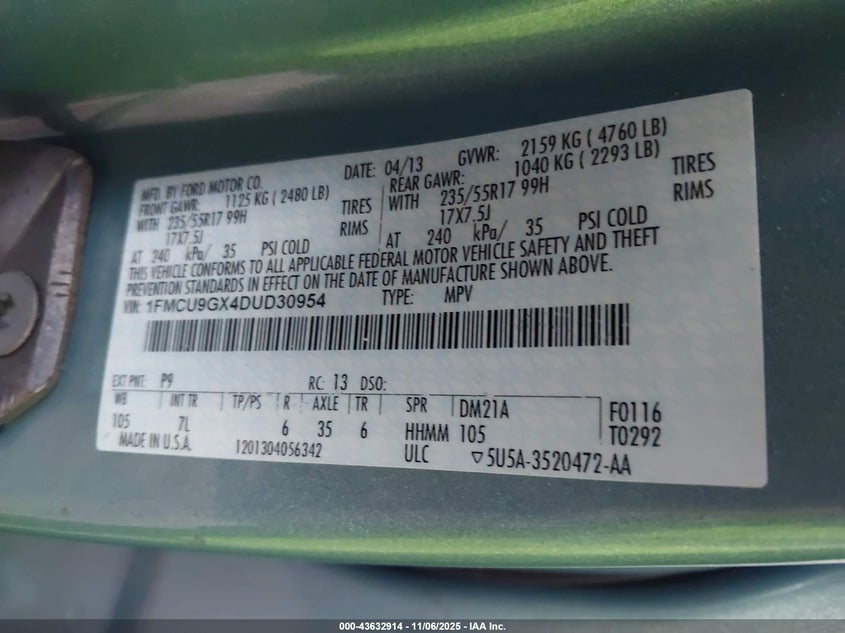 MFD. BY FORD MOTOR CO.
DATE: 04/13 GVWR: 2159 KG ( 4760 LB)
FRONT GAWR: 1125 KG ( 2480 LB) REAR GAWR: 1040 KG ( 2293 LB)
WITH 235/55R17 99H TIRES WITH 235/55R17 99H TIRES
17X7.5J RIMS 17X7.5J RIMS
AT 240 kPa/ 35 PSI COLD AT 240 kPa/ 35 PSI COLD
THIS VEHICLE CONFORMS TO ALL APPLICABLE FEDERAL MOTOR VEHICLE SAFETY AND THEFT
PREVENTION STANDARDS IN EFFECT ON THE DATE OF MANUFACTURE SHOWN ABOVE.
VIN: 1FMCU9GX4DUD30954 TYPE: MPV
EXT PNT: P9 RC: 13 DSO:
WB INT TR TP/PS R AXLE TR SPR DM21A F0116
105 7L 6 35 6 HHMM 105 T0292
MADE IN U.S.A. 1201304056342 ULC ▽5U5A-3520472-AA
000-43632914 - 11/06/2025 - IAA Inc.